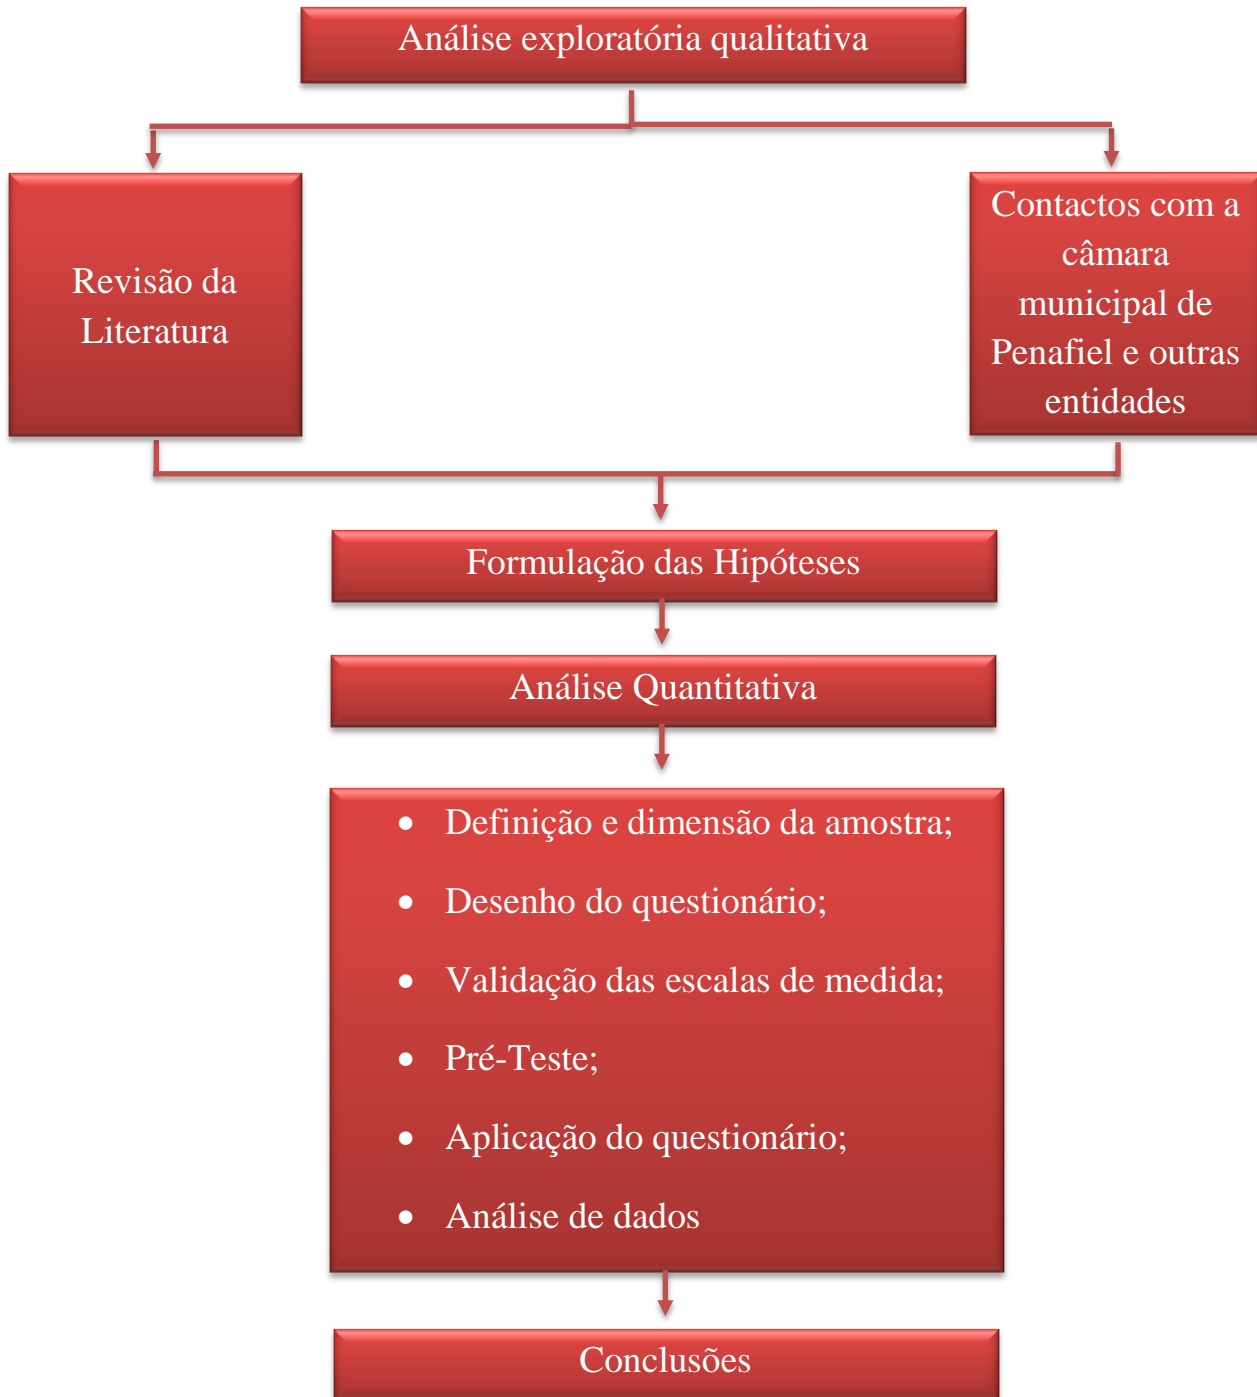 Análise exploratória qualitativa
Revisão da
Literatura
Contactos com a
câmara
municipal de
Penafiel e outras
entidades
Formulação das Hipóteses
Análise Quantitativa
• Definição e dimensão da amostra;
• Desenho do questionário;
• Validação das escalas de medida;
• Pré-Teste;
• Aplicação do questionário;
• Análise de dados
Conclusões